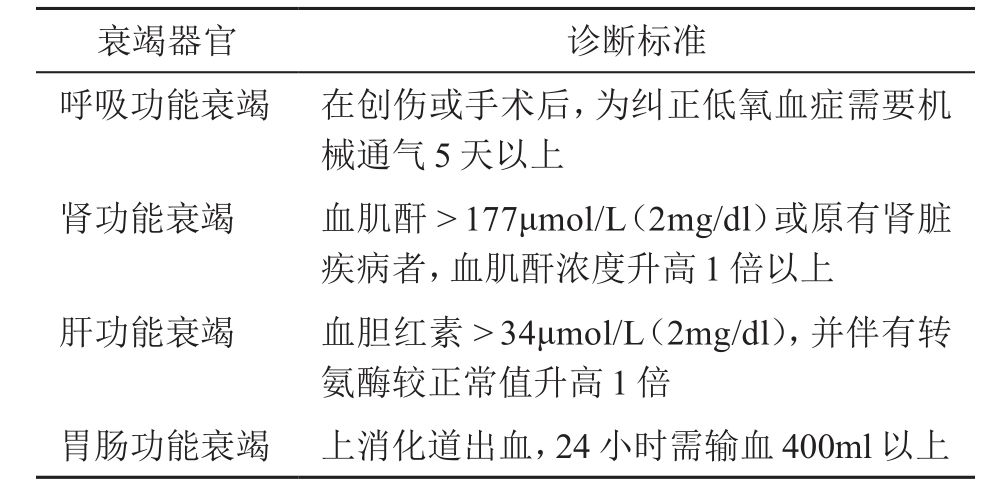 衰竭器官 诊断标准
呼吸功能衰竭 在创伤或手术后，为纠正低氧血症需要机
械通气 5 天以上
肾功能衰竭 血肌酐 > 177μmol/L（2mg/dl）或原有肾脏
疾病者，血肌酐浓度升高 1 倍以上
肝功能衰竭 血胆红素 > 34μmol/L（2mg/dl），并伴有转
氨酶较正常值升高 1 倍
胃肠功能衰竭 上消化道出血，24 小时需输血 400ml 以上